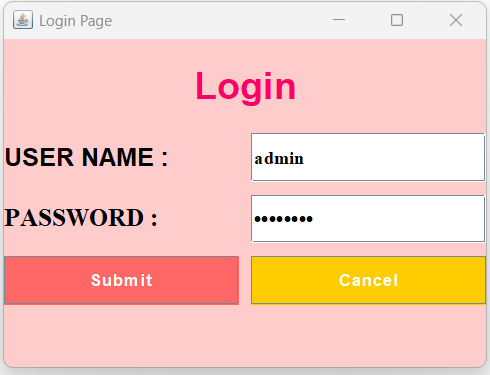 Login Page
Login
USER NAME :
admin
PASSWORD :
••••••••
Submit
Cancel